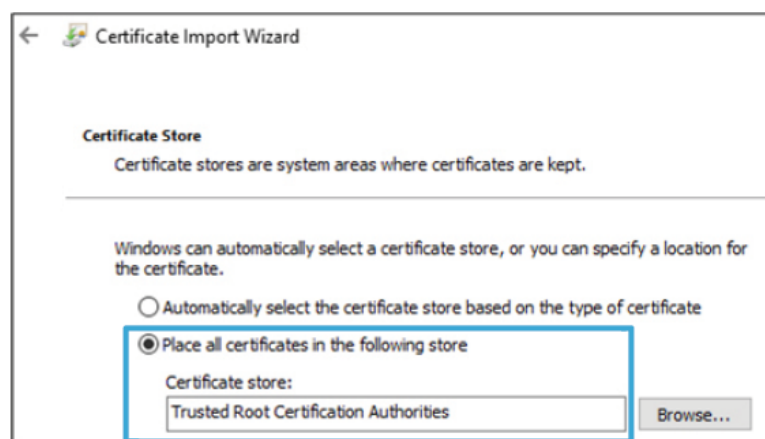 Certificate Import Wizard
Certificate Store
Certificate stores are system areas where certificates are kept.
Windows can automatically select a certificate store, or you can specify a location for
the certificate.
Automatically select the certificate store based on the type of certificate
Place all certificates in the following store
Certificate store:
Trusted Root Certification Authorities
Browse...